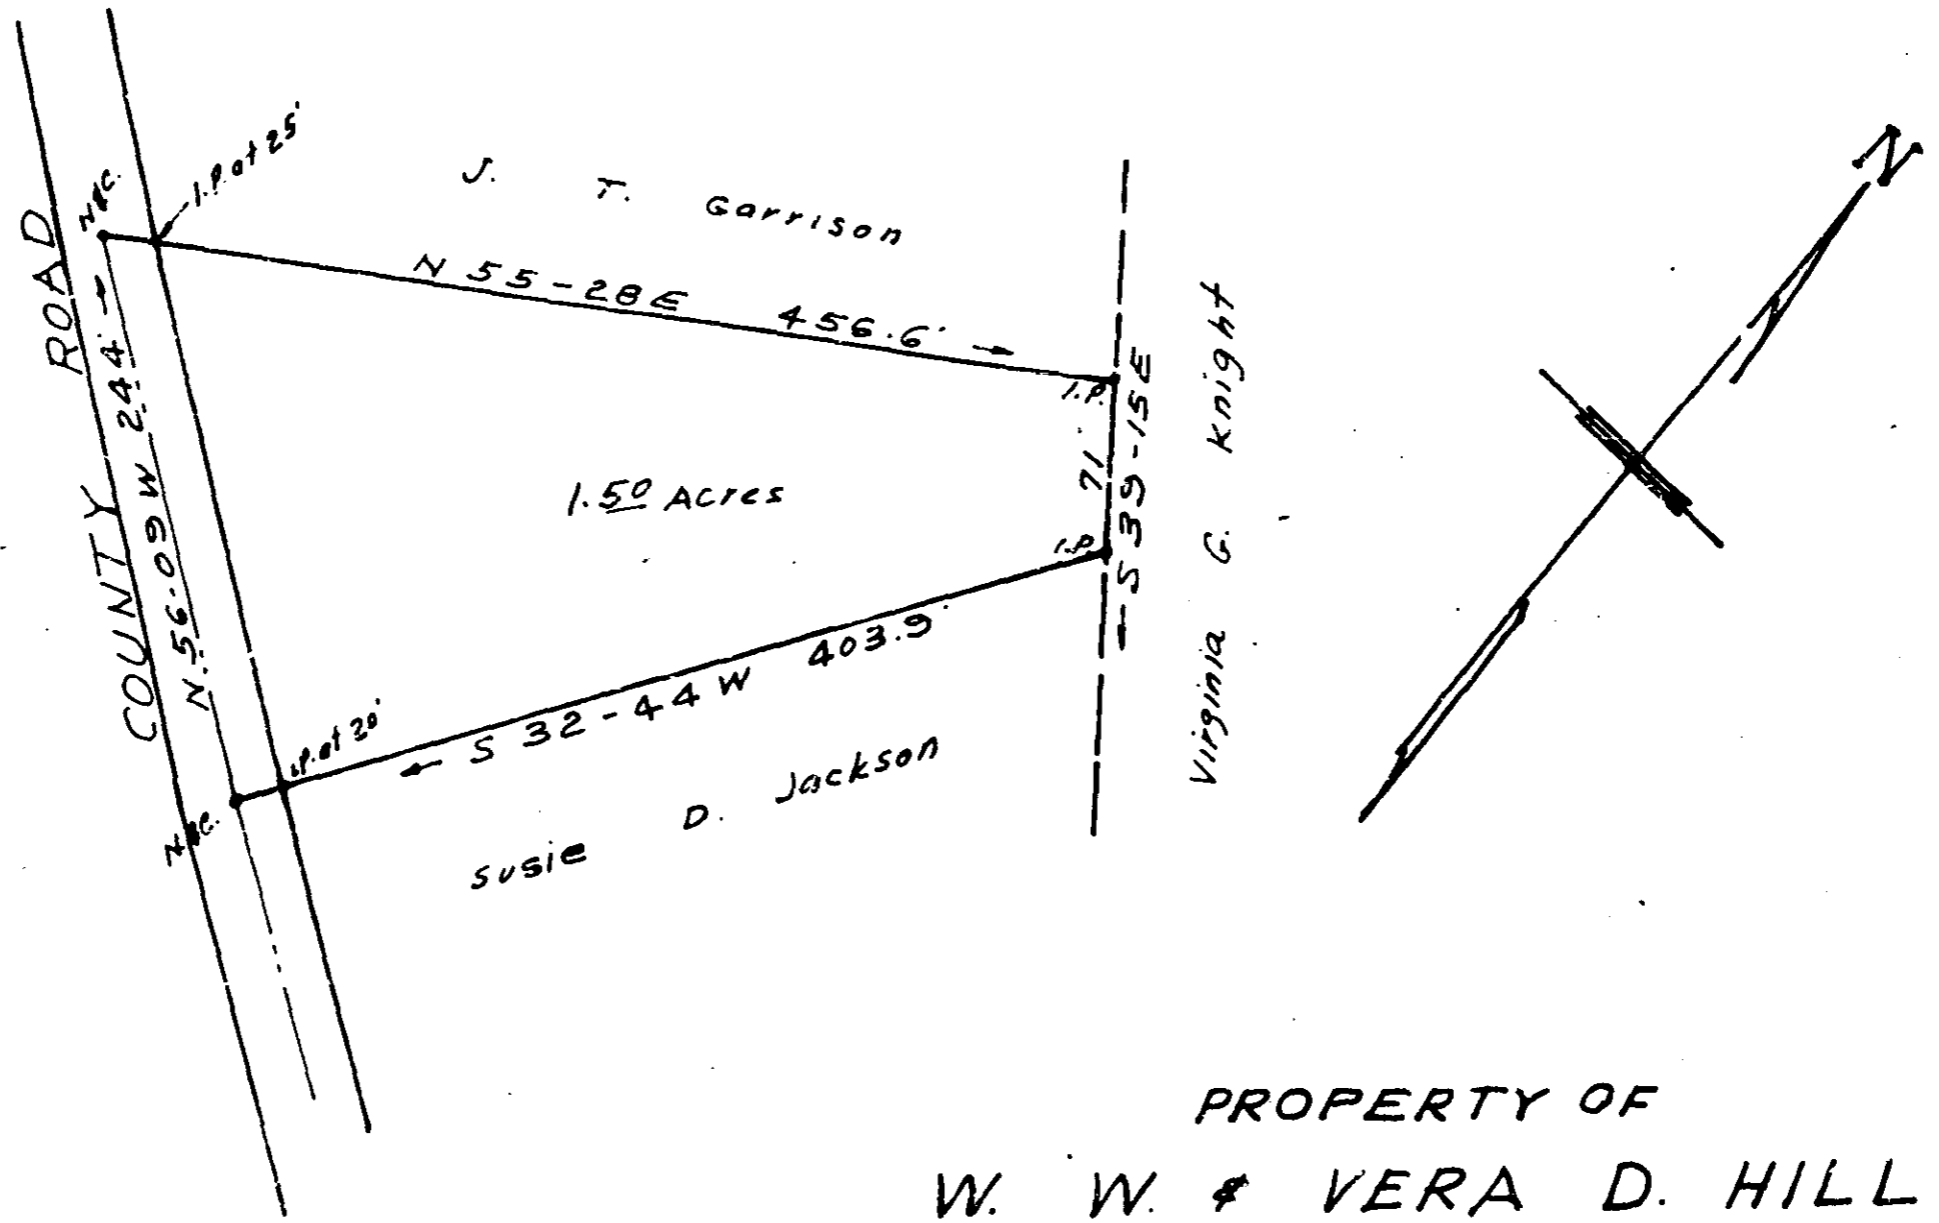 N
I.P. at 25'
N&C.
J. T. Garrison
N 55-28 E 456.6'
COUNTY ROAD
N. 56-09 W 244'
I.P.
71
S 39-15 E
Virginia G. Knight
1.50 Acres
I.P.
S 32-44 W 403.9'
I.P. at 20'
N&C.
Susie D. Jackson
PROPERTY OF
W. W. & VERA D. HILL